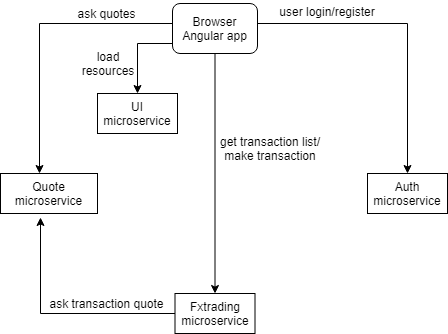 ask quotes
Browser
Angular app
user login/register
load
resources
UI
microservice
get transaction list/
make transaction
Quote
microservice
Auth
microservice
ask transaction quote
Fxtrading
microservice